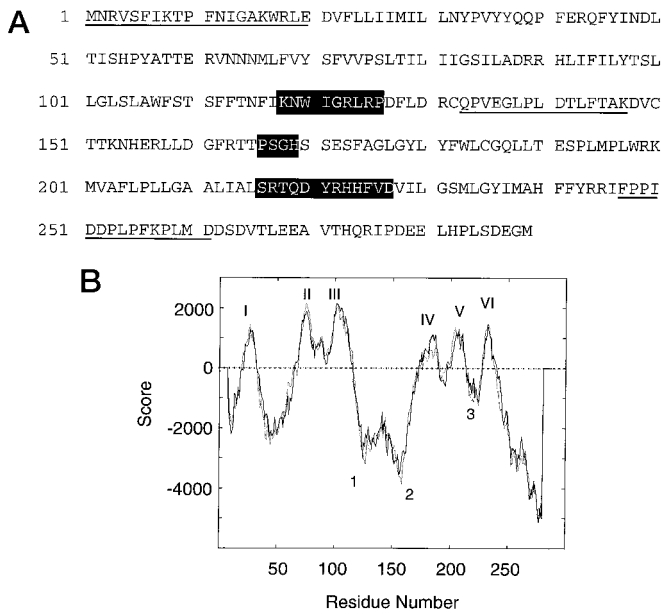 A
1 MNRVSFIKTP FNIGAKWRLE DVFLLIIMIL LNYPVYYQQP FERQFYINDL
51 TISHPYATTE RVNNNMLFVY SFVVPSLTIL IIGSILADRR HLIFILYTSL
101 LGLSLAWFST SFFTNFIKNW IGRLRPDFLD RCQPVEGLPL DTLFTAKDVC
151 TTKNHERLLD GFRTTPSGHS SESFAGLGYL YFWLCGQLLT ESPLMPLWRK
201 MVAFLPLLGA ALIALSRTQD YRHHFVDVIL GSMLGYIMAH FFYRRIFPPI
251 DDPLPFKPLM DDSDVTLEEA VTHQRIPDEE LHPLSDEGM
B
I II III IV V VI
2000
0
-2000
-4000
Score
1 2 3
50 100 150 200 250
Residue Number